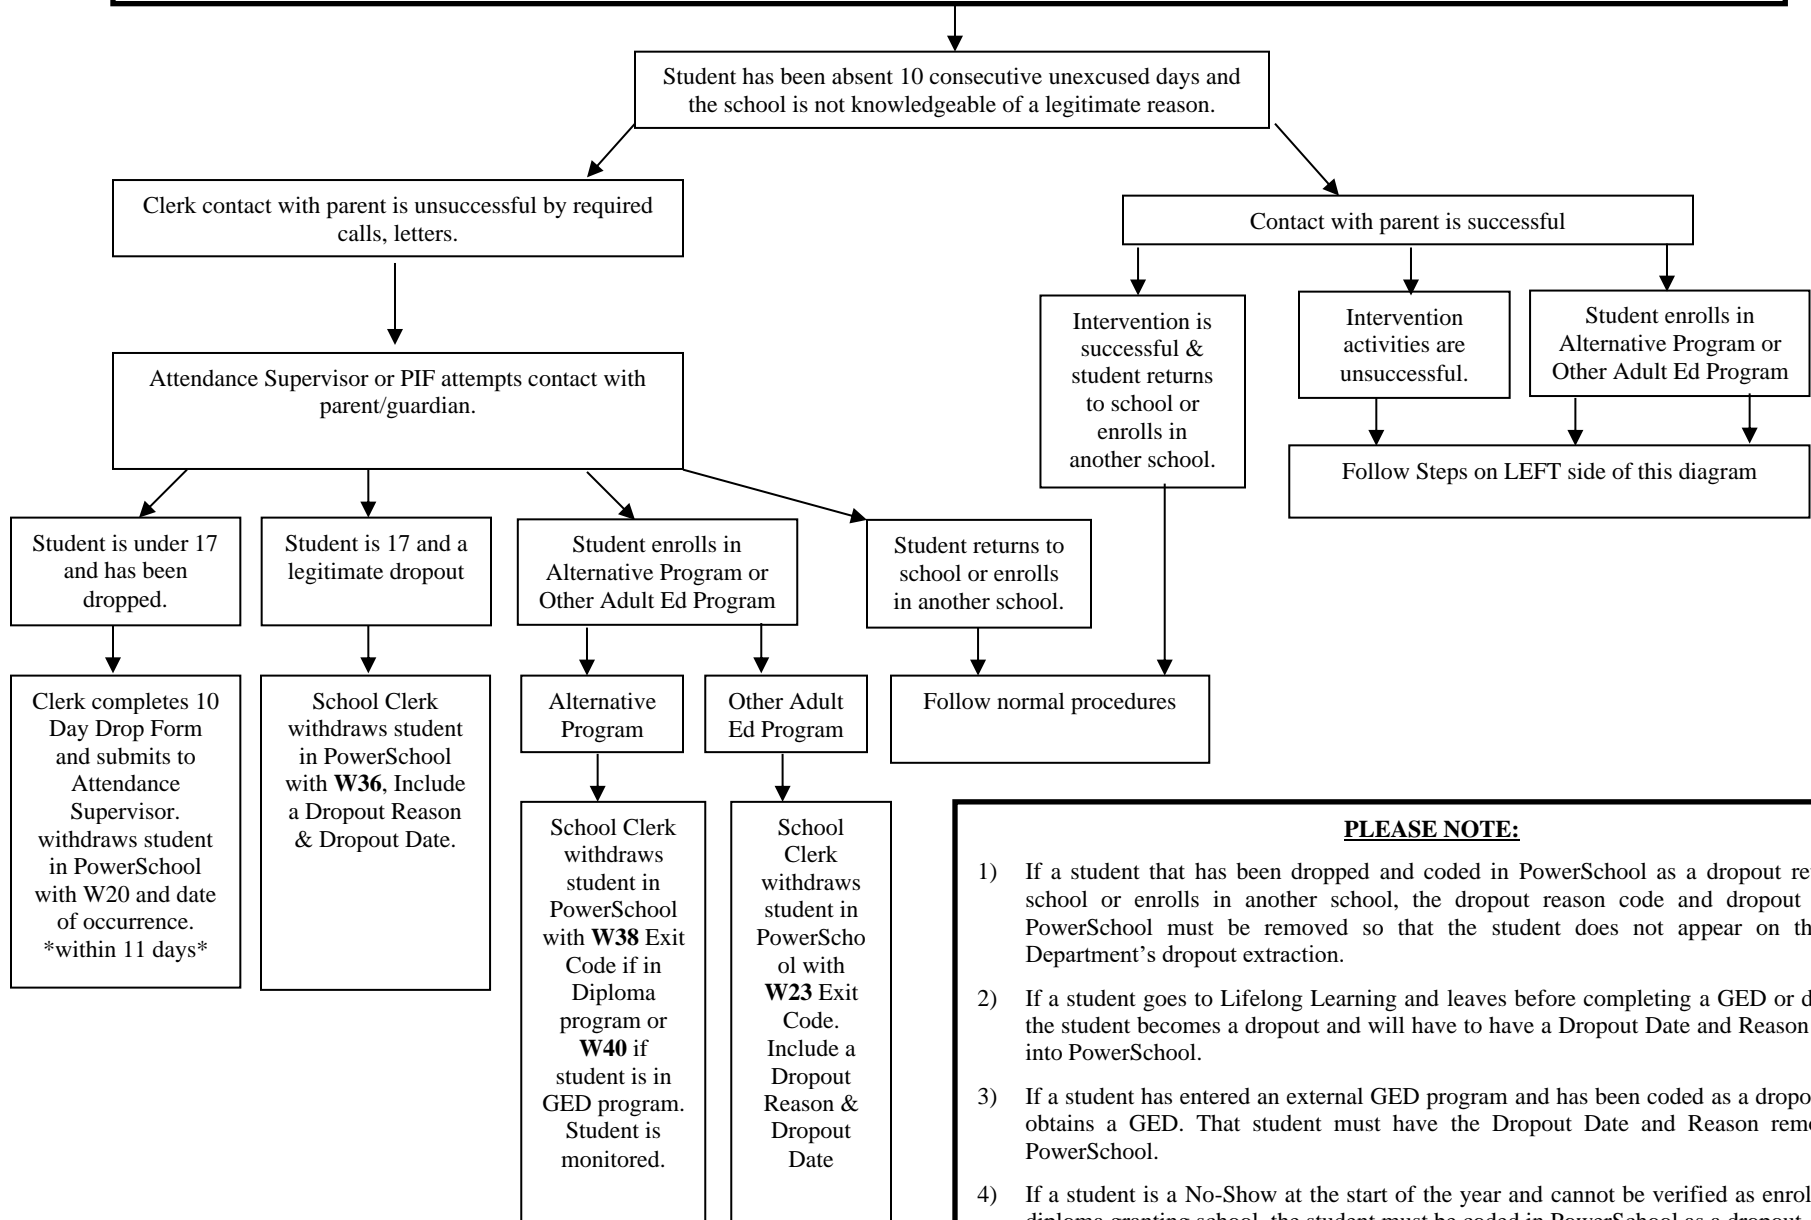 Student has been absent 10 consecutive unexcused days and
the school is not knowledgeable of a legitimate reason.
Clerk contact with parent is unsuccessful by required
calls, letters.
Contact with parent is successful
Attendance Supervisor or PIF attempts contact with
parent/guardian.
Intervention is
successful &
student returns
to school or
enrolls in
another school.
Intervention
activities are
unsuccessful.
Student enrolls in
Alternative Program or
Other Adult Ed Program
Follow Steps on LEFT side of this diagram
Student is under 17
and has been
dropped.
Student is 17 and a
legitimate dropout
Student enrolls in
Alternative Program or
Other Adult Ed Program
Student returns to
school or enrolls
in another school.
Clerk completes 10
Day Drop Form
and submits to
Attendance
Supervisor.
withdraws student
in PowerSchool
with W20 and date
of occurrence.
*within 11 days*
School Clerk
withdraws student
in PowerSchool
with W36, Include
a Dropout Reason
& Dropout Date.
Alternative
Program
Other Adult
Ed Program
Follow normal procedures
School Clerk
withdraws
student in
PowerSchool
with W38 Exit
Code if in
Diploma
program or
W40 if
student is in
GED program.
Student is
monitored.
School
Clerk
withdraws
student in
PowerScho
ol with
W23 Exit
Code.
Include a
Dropout
Reason &
Dropout
Date
PLEASE NOTE:
1) If a student that has been dropped and coded in PowerSchool as a dropout
school or enrolls in another school, the dropout reason code and dropout
PowerSchool must be removed so that the student does not appear on
Department's dropout extraction.
2) If a student goes to Lifelong Learning and leaves before completing a GED or
the student becomes a dropout and will have to have a Dropout Date and Reason
into PowerSchool.
3) If a student has entered an external GED program and has been coded as a
obtains a GED. That student must have the Dropout Date and Reason
PowerSchool.
4) If a student is a No-Show at the start of the year and cannot be verified as
diploma granting school, the student must be coded in PowerSchool as a dropout